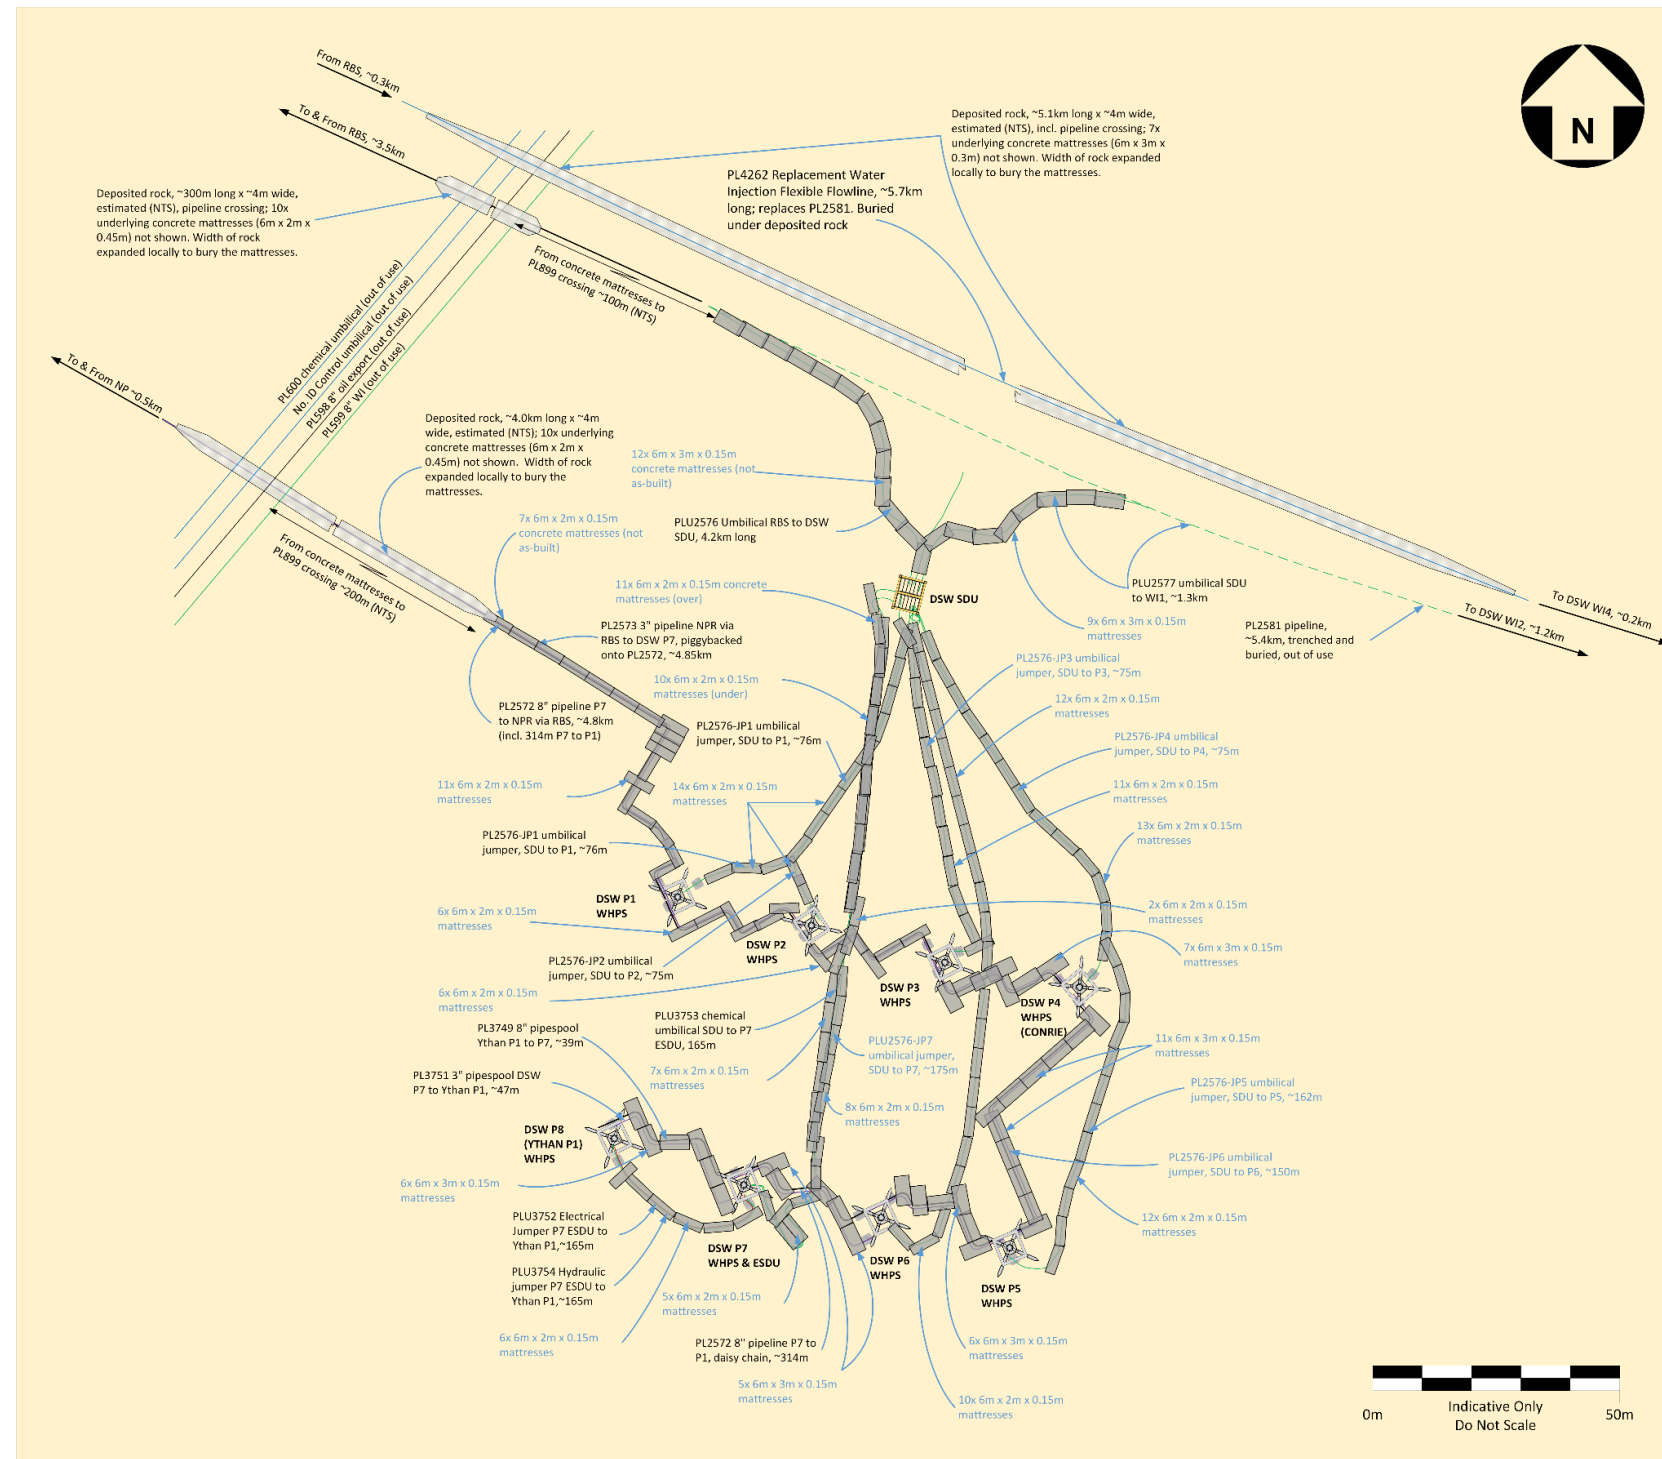 From RBS, ~0.3km
To & From RBS, ~3.5km
Deposited rock, ~5.1km long x ~4m wide,
estimated (NTS), incl. pipeline crossing; 7x
underlying concrete mattresses (6m x 3m x
0.3m) not shown. Width of rock expanded
locally to bury the mattresses.
N
PL4262 Replacement Water
Injection Flexible Flowline, ~5.7km
long; replaces PL2581. Buried
under deposited rock
Deposited rock, ~300m long x ~4m wide,
estimated (NTS), pipeline crossing; 10x
underlying concrete mattresses (6m x 2m x
0.45m) not shown. Width of rock
expanded locally to bury the mattresses.
From concrete mattresses to
PL899 crossing ~100m (NTS)
PL600 chemical umbilical (out of use)
No. ID Control umbilical (out of use)
PL598 8" oil export (out of use)
PL599 8" WI (out of use)
To & From NP ~0.5km
Deposited rock, ~4.0km long x ~4m
wide, estimated (NTS); 10x underlying
concrete mattresses (6m x 2m x
0.45m) not shown. Width of rock
expanded locally to bury the
mattresses.
12x 6m x 3m x 0.15m
concrete mattresses (not
as-built)
7x 6m x 2m x 0.15m
concrete mattresses (not
as-built)
PLU2576 Umbilical RBS to DSW
SDU, 4.2km long
From concrete mattresses to
PL899 crossing ~200m (NTS)
11x 6m x 2m x 0.15m concrete
mattresses (over)
DSW SDU
PLU2577 umbilical SDU
to WI1, ~1.3km
To DSW WI4, ~0.2km
To DSW WI2, ~1.2km
9x 6m x 3m x 0.15m
mattresses
PL2581 pipeline,
~5.4km, trenched and
buried, out of use
PL2573 3" pipeline NPR via
RBS to DSW P7, piggybacked
onto PL2572, ~4.85km
PL2576-JP3 umbilical
jumper, SDU to P3, ~75m
10x 6m x 2m x 0.15m
mattresses (under)
12x 6m x 2m x 0.15m
mattresses
PL2572 8" pipeline P7
to NPR via RBS, ~4.8km
(incl. 314m P7 to P1)
PL2576-JP1 umbilical
jumper, SDU to P1, ~76m
PL2576-JP4 umbilical
jumper, SDU to P4, ~75m
11x 6m x 2m x 0.15m
mattresses
14x 6m x 2m x 0.15m
mattresses
11x 6m x 2m x 0.15m
mattresses
PL2576-JP1 umbilical
jumper, SDU to P1, ~76m
13x 6m x 2m x 0.15m
mattresses
DSW P1
WHPS
6x 6m x 2m x 0.15m
mattresses
2x 6m x 2m x 0.15m
mattresses
DSW P2
WHPS
7x 6m x 3m x 0.15m
mattresses
PL2576-JP2 umbilical
jumper, SDU to P2, ~75m
DSW P3
WHPS
DSW P4
WHPS
(CONRIE)
6x 6m x 2m x 0.15m
mattresses
PLU3753 chemical
umbilical SDU to P7
ESDU, 165m
PL3749 8" pipespool
Ythan P1 to P7, ~39m
PLU2576-JP7
umbilical jumper,
SDU to P7, ~175m
11x 6m x 3m x 0.15m
mattresses
7x 6m x 2m x 0.15m
mattresses
PL3751 3" pipespool DSW
P7 to Ythan P1, ~47m
PL2576-JP5 umbilical
jumper, SDU to P5, ~162m
8x 6m x 2m x 0.15m
mattresses
DSW P8
(YTHAN P1)
WHPS
PL2576-JP6 umbilical
jumper, SDU to P6, ~150m
6x 6m x 3m x 0.15m
mattresses
PLU3752 Electrical
Jumper P7 ESDU to
Ythan P1,~165m
12x 6m x 2m x 0.15m
mattresses
DSW P7
WHPS & ESDU
DSW P6
WHPS
PLU3754 Hydraulic
jumper P7 ESDU to
Ythan P1,~165m
DSW P5
WHPS
5x 6m x 2m x 0.15m
mattresses
6x 6m x 2m x 0.15m
mattresses
PL2572 8" pipeline P7 to
P1, daisy chain, ~314m
6x 6m x 3m x 0.15m
mattresses
5x 6m x 3m x 0.15m
mattresses
10x 6m x 2m x 0.15m
mattresses
0m
Indicative Only
Do Not Scale
50m